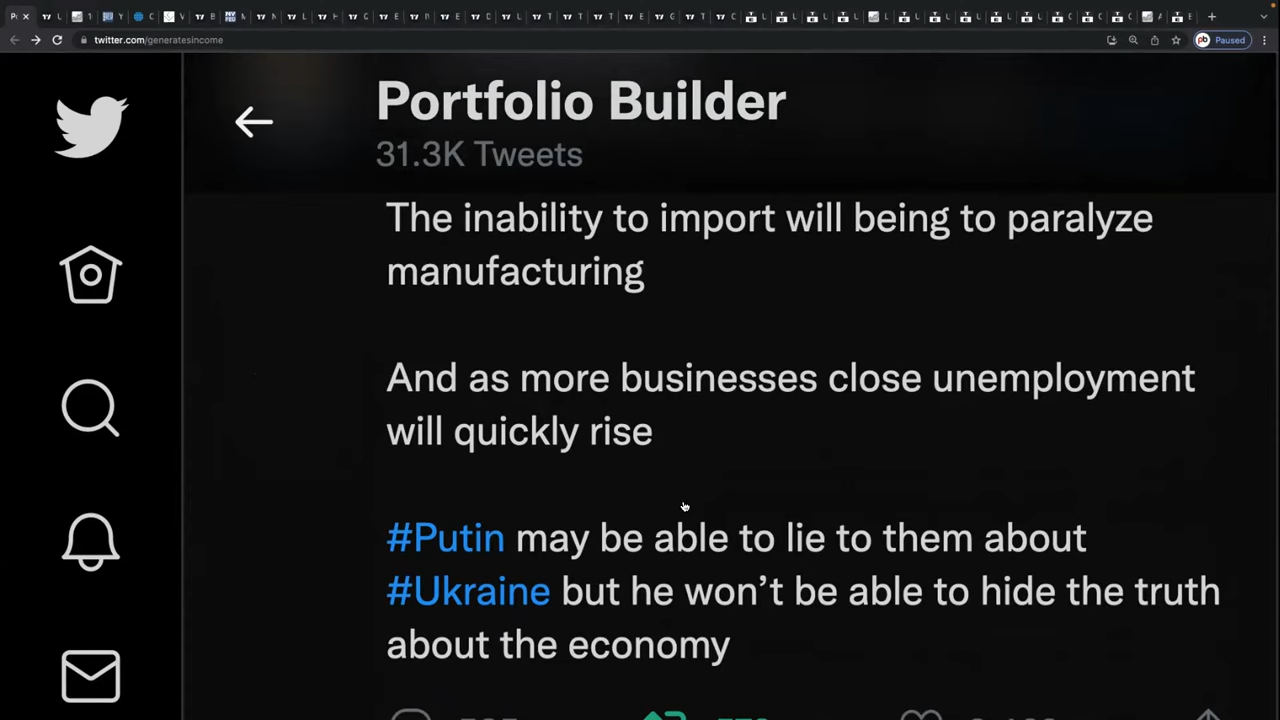 twitter.com/generatesincome
Paused
Portfolio Builder
31.3K Tweets
The inability to import will being to paralyze
manufacturing
And as more businesses close unemployment
will quickly rise
#Putin may be able to lie to them about
#Ukraine but he won't be able to hide the truth
about the economy